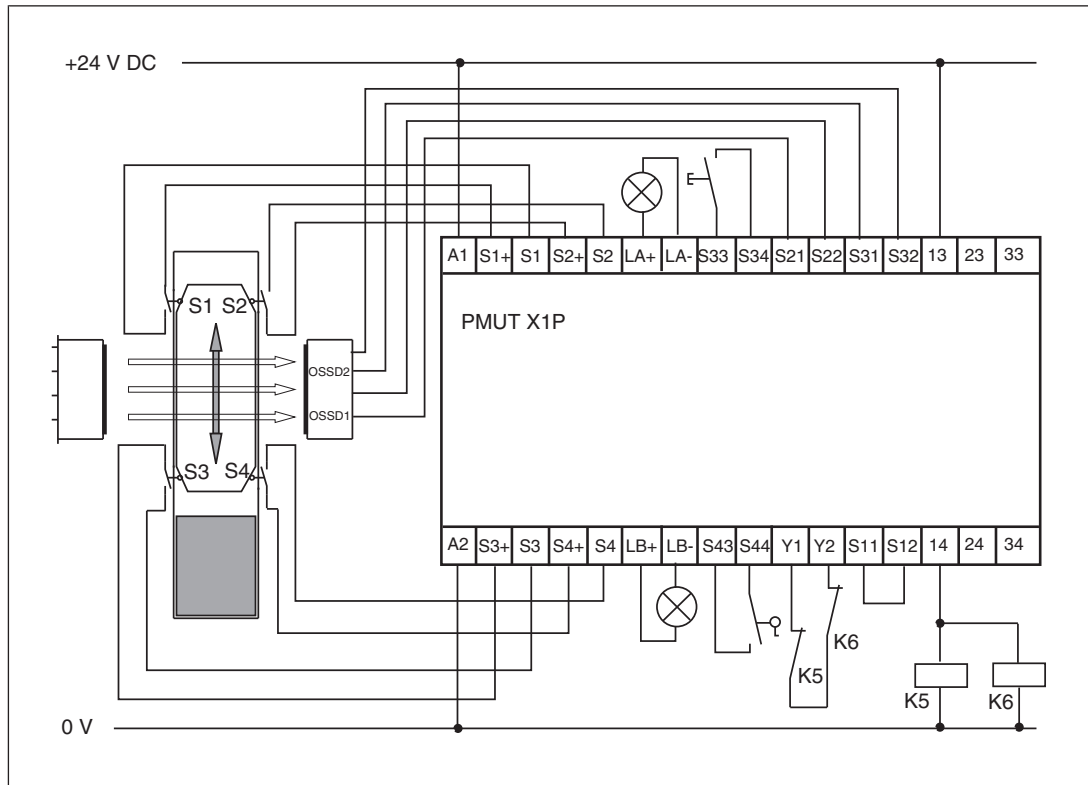 +24 V DC
A1 S1+ S1 S2+ S2 LA+ LA- S33 S34 S21 S22 S31 S32 13 23 33
S1 S2
PMUT X1P
OSSD2
OSSD1
S3 S4
A2 S3+ S3 S4+ S4 LB+ LB- S43 S44 Y1 Y2 S11 S12 14 24 34
K6
K5
K5 K6
0 V